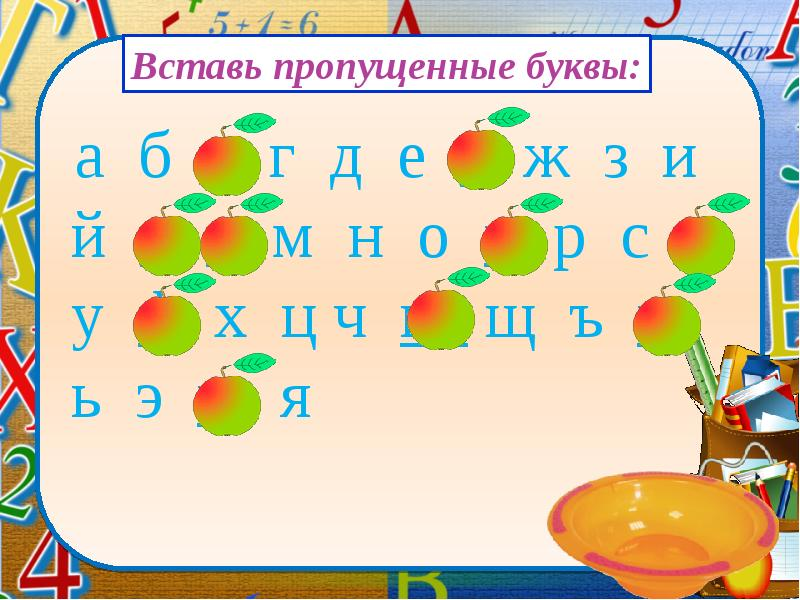 5+1=6
Вставь пропущенные буквы:
а б г д е ж з и
й м н о р с
у х ц ч щ ъ
ь э я